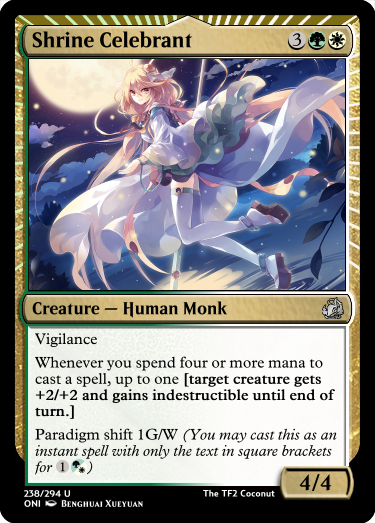 Shrine Celebrant 3
Creature — Human Monk
Vigilance
Whenever you spend four or more mana to
cast a spell, up to one [target creature gets
+2/+2 and gains indestructible until end of
turn.]
Paradigm shift 1G/W (You may cast this as an
instant spell with only the text in square brackets
for 1 )
4/4
238/294 U
The TF2 Coconut
ONI Benghuai Xueyuan